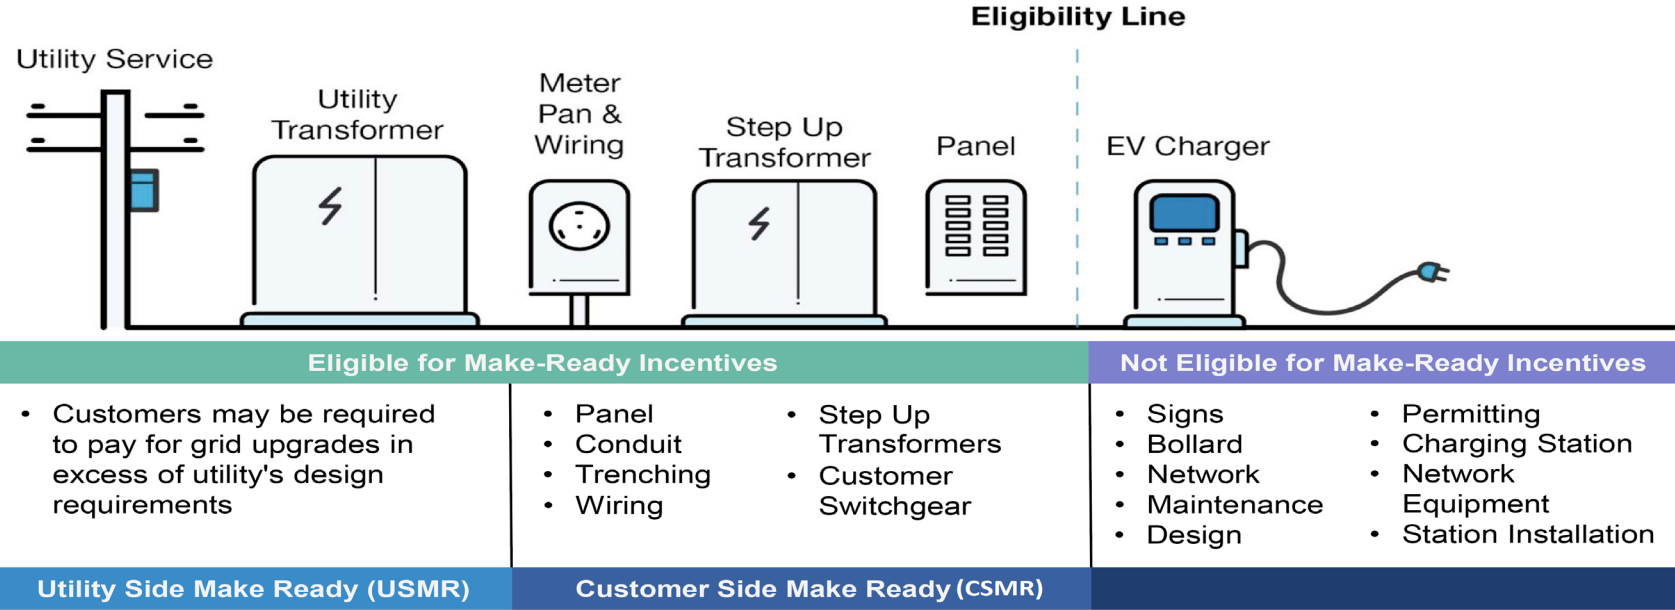 Eligibility Line
Utility Service
Utility
Transformer
Meter
Pan &
Wiring
Step Up
Transformer
Panel
EV Charger
Eligible for Make-Ready Incentives
Not Eligible for Make-Ready Incentives
• Customers may be required
to pay for grid upgrades in
excess of utility's design
requirements
• Panel
• Conduit
• Trenching
• Wiring
• Step Up
Transformers
• Customer
Switchgear
• Signs
• Bollard
• Network
• Maintenance
• Design
• Permitting
• Charging Station
• Network
Equipment
• Station Installation
Utility Side Make Ready (USMR)
Customer Side Make Ready (CSMR)